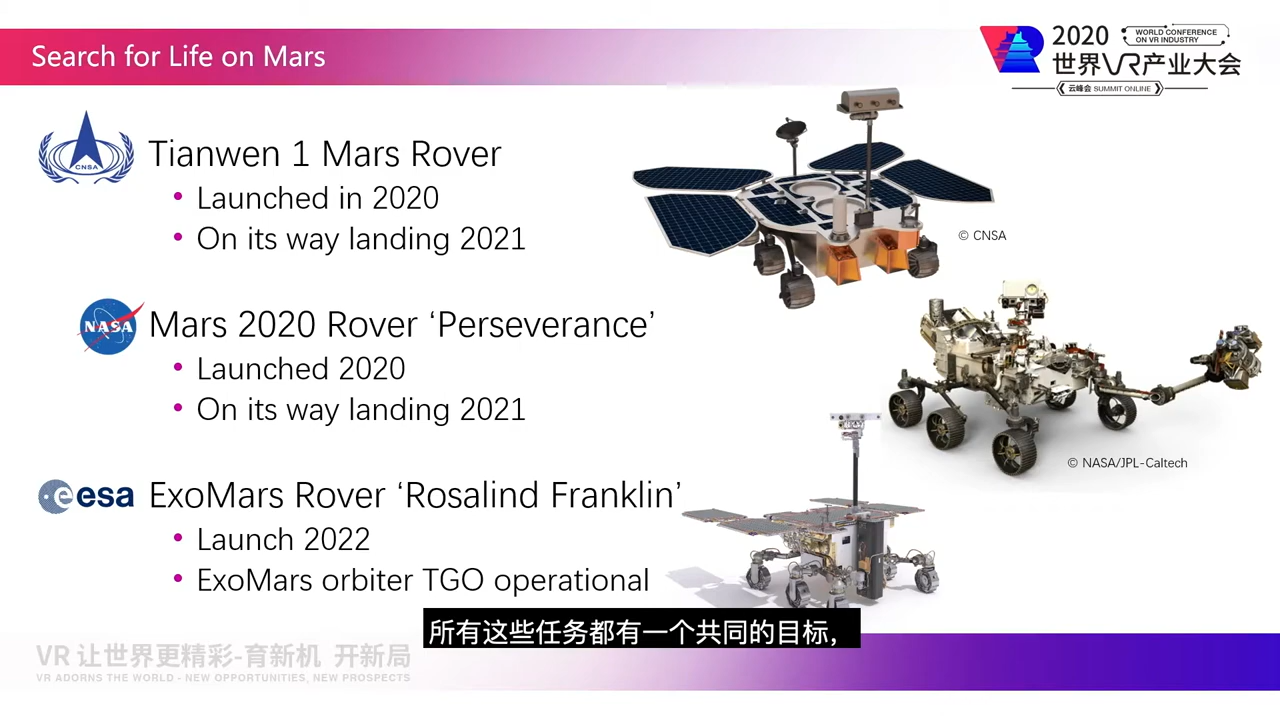 Search for Life on Mars
2020
WORLD CONFERENCE
ON VR INDUSTRY
世界VR产业大会
云峰会 SUMMIT ONLINE
CNSA
Tianwen 1 Mars Rover
• Launched in 2020
• On its way landing 2021
© CNSA
NASA
Mars 2020 Rover ‘Perseverance’
• Launched 2020
• On its way landing 2021
© NASA/JPL-Caltech
esa
ExoMars Rover ‘Rosalind Franklin’
• Launch 2022
• ExoMars orbiter TGO operational
所有这些任务都有一个共同的目标，
VR 让世界更精彩-育新机 开新局
VR ADORNS THE WORLD - NEW OPPORTUNITIES, NEW PROSPECTS